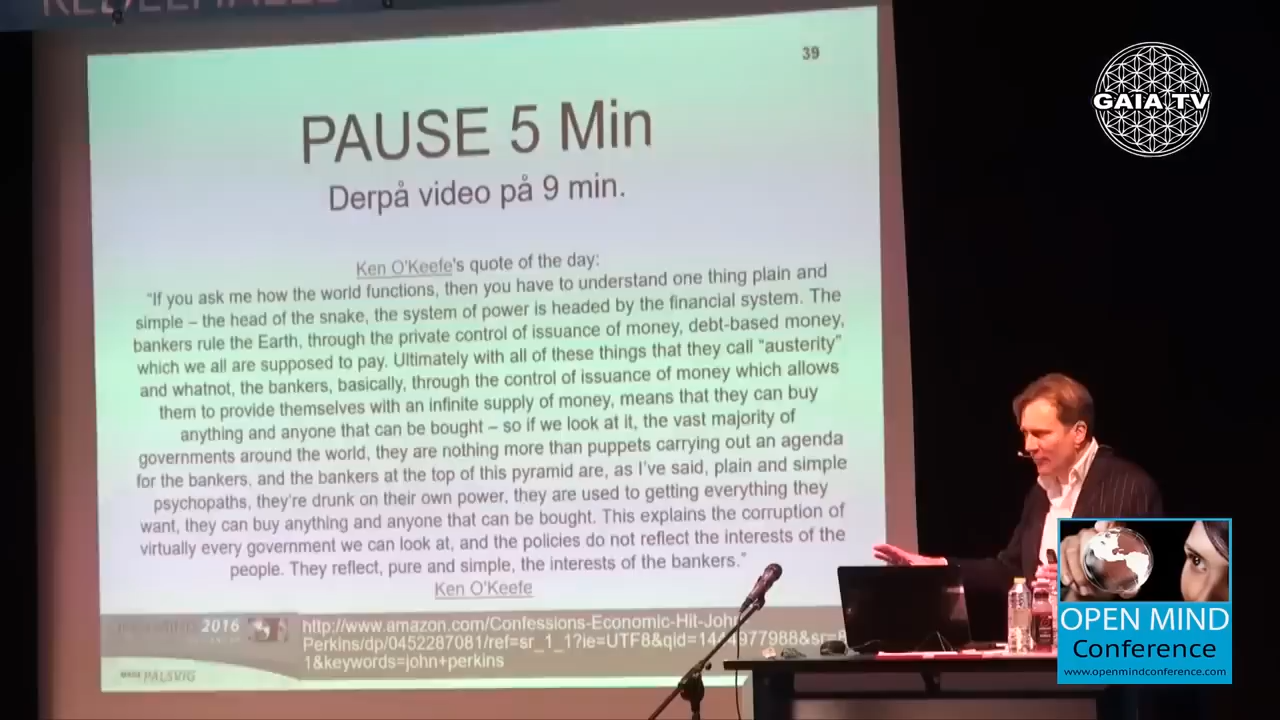 39
GAIA TV
PAUSE 5 Min
Derpå video på 9 min.
Ken O'Keefe's quote of the day:
"If you ask me how the world functions, then you have to understand one thing plain and
simple – the head of the snake, the system of power is headed by the financial system. The
bankers rule the Earth, through the private control of issuance of money, debt-based money,
which we all are supposed to pay. Ultimately with all of these things that they call "austerity"
and whatnot, the bankers, basically, through the control of issuance of money which allows
them to provide themselves with an infinite supply of money, means that they can buy
anything and anyone that can be bought – so if we look at it, the vast majority of
governments around the world, they are nothing more than puppets carrying out an agenda
for the bankers, and the bankers at the top of this pyramid are, as I've said, plain and simple
psychopaths, they're drunk on their own power, they are used to getting everything they
want, they can buy anything and anyone that can be bought. This explains the corruption of
virtually every government we can look at, and the policies do not reflect the interests of the
people. They reflect, pure and simple, the interests of the bankers."
Ken O'Keefe
2016
http://www.amazon.com/Confessions-Economic-Hit-John
Perkins/dp/0452287081/ref=sr_1_1?ie=UTF8&qid=1444977988&sr=8
1&keywords=john+perkins
PALSVIG
OPEN MIND
Conference
www.openmindconference.com